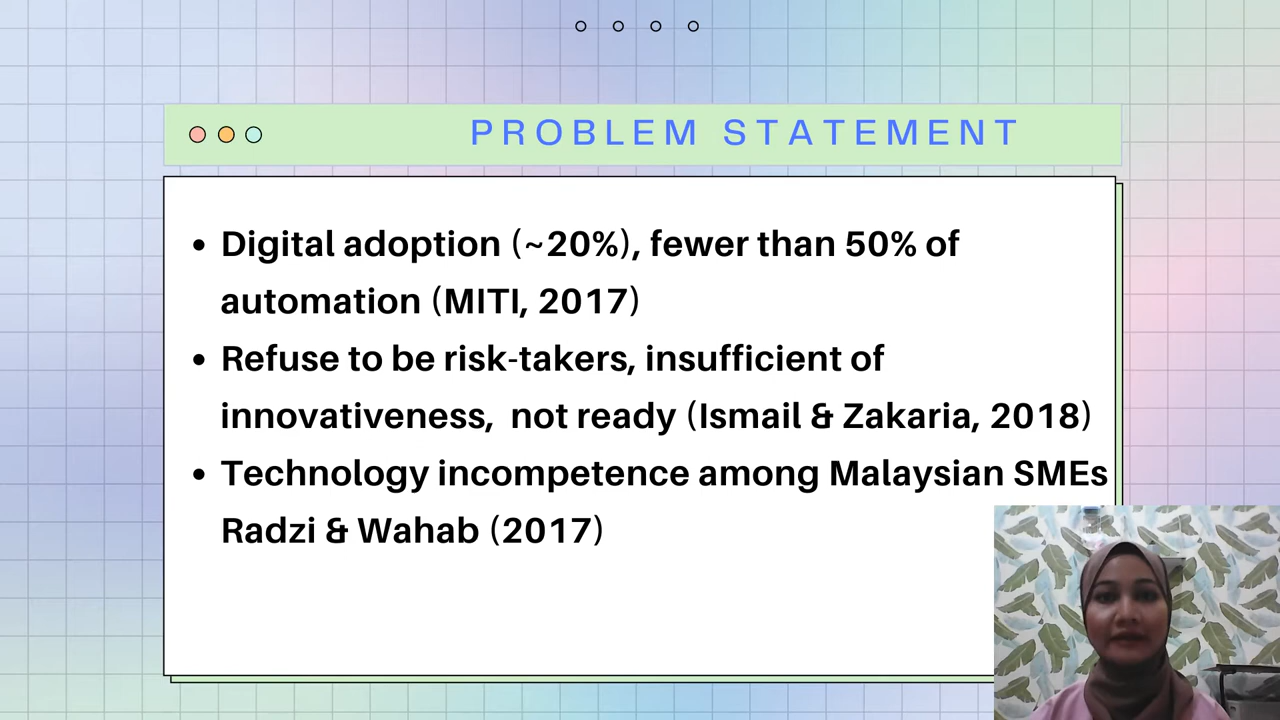 PROBLEM STATEMENT
• Digital adoption (~20%), fewer than 50% of
automation (MITI, 2017)
• Refuse to be risk-takers, insufficient of
innovativeness,  not ready (Ismail & Zakaria, 2018)
• Technology incompetence among Malaysian SMEs
Radzi & Wahab (2017)